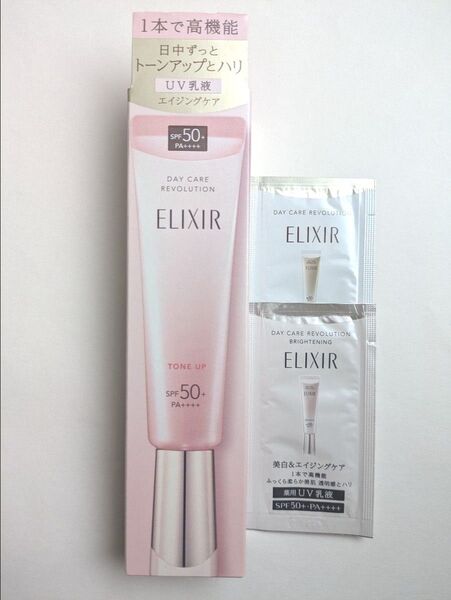 1本で高機能
日中ずっと
トーンアップとハリ
UV乳液
エイジングケア
SPF50+
PA++++
DAY CARE
REVOLUTION
ELIXIR
TONE UP
SPF50+
PA++++
DAY CARE REVOLUTION
ELIXIR
DAY CARE REVOLUTION
BRIGHTENING
ELIXIR
美白&エイジングケア
1本で高機能
ふっくら柔らか美肌 透明感とハリ
薬用UV乳液
SPF50+・PA++++